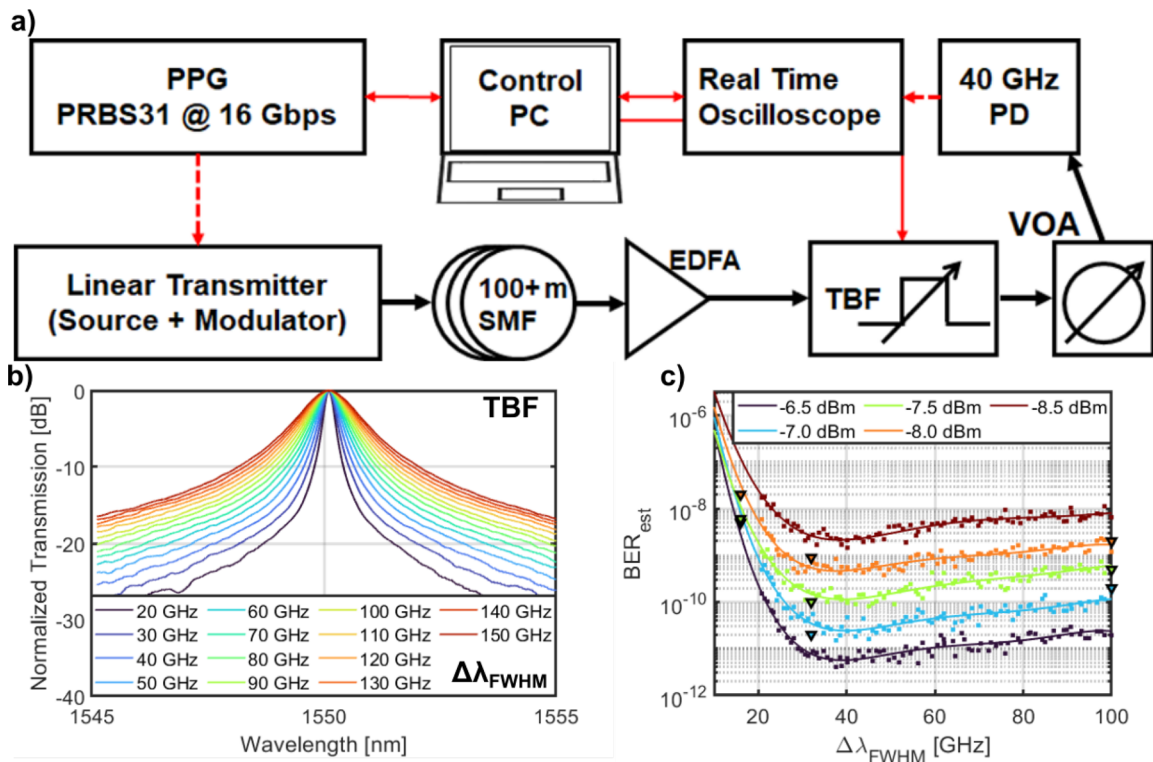 a)
PPG
PRBS31 @ 16 Gbps
Control
PC
Real Time
Oscilloscope
40 GHz
PD
Linear Transmitter
(Source + Modulator)
100+ m
SMF
EDFA
TBF
VOA
b)
TBF
Normalized Transmission [dB]
0
-10
-20
-30
-40
20 GHz
30 GHz
40 GHz
50 GHz
60 GHz
70 GHz
80 GHz
90 GHz
100 GHz
110 GHz
120 GHz
130 GHz
140 GHz
150 GHz
Δλ_FWHM
1545
1550
1555
Wavelength [nm]
c)
-6.5 dBm
-7.0 dBm
-7.5 dBm
-8.0 dBm
-8.5 dBm
BER_est
10^-6
10^-8
10^-10
10^-12
20
40
60
80
100
Δλ_FWHM [GHz]